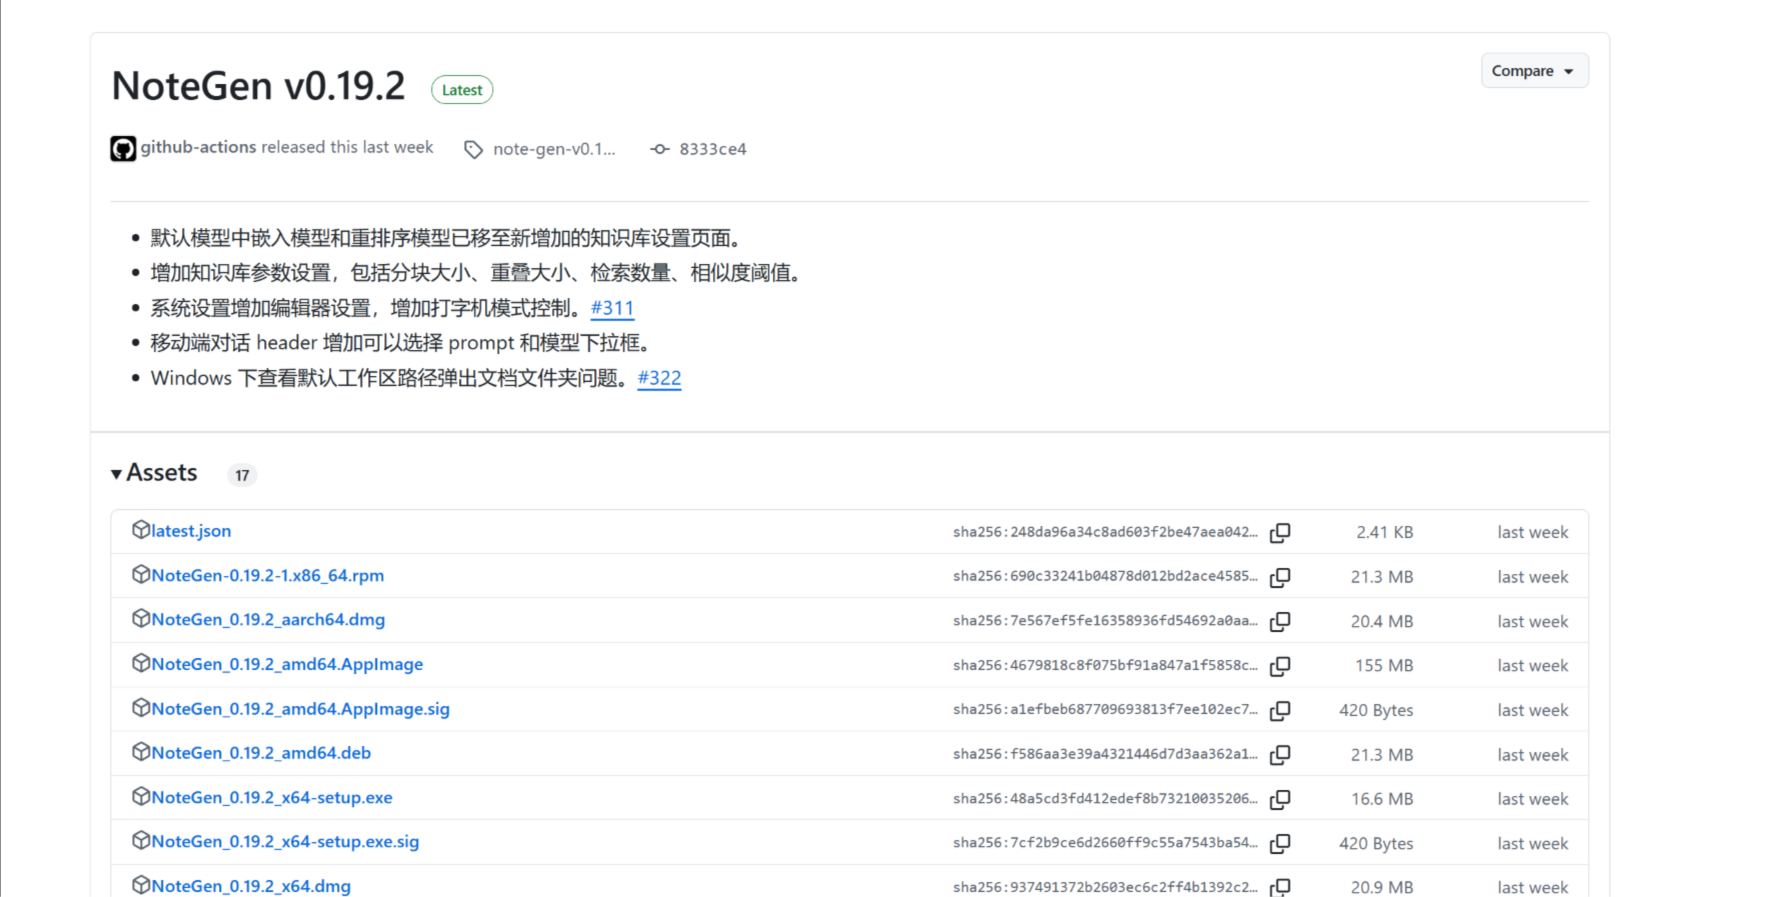 NoteGen v0.19.2 Latest
Compare
github-actions released this last week note-gen-v0.1... 8333ce4
默认模型中嵌入模型和重排序模型已移至新增加的知识库设置页面。
增加知识库参数设置，包括分块大小、重叠大小、检索数量、相似度阈值。
系统设置增加编辑器设置，增加打字机模式控制。#311
移动端对话 header 增加可以选择 prompt 和模型下拉框。
Windows 下查看默认工作区路径弹出文档文件夹问题。#322
Assets 17
latest.json sha256:248da96a34c8ad603f2be47aea042... 2.41 KB last week
NoteGen-0.19.2-1.x86_64.rpm sha256:690c33241b04878d012bd2ace4585... 21.3 MB last week
NoteGen_0.19.2_aarch64.dmg sha256:7e567ef5fe16358936fd54692a0aa... 20.4 MB last week
NoteGen_0.19.2_amd64.AppImage sha256:4679818c8f075bf91a847a1f5858c... 155 MB last week
NoteGen_0.19.2_amd64.AppImage.sig sha256:a1efbeb687709693813f7ee102ec7... 420 Bytes last week
NoteGen_0.19.2_amd64.deb sha256:f586aa3e39a4321446d7d3aa362a1... 21.3 MB last week
NoteGen_0.19.2_x64-setup.exe sha256:48a5cd3fd412edef8b73210035206... 16.6 MB last week
NoteGen_0.19.2_x64-setup.exe.sig sha256:7cf2b9ce6d2660ff9c55a7543ba54... 420 Bytes last week
NoteGen_0.19.2_x64.dmg sha256:937491372b2603ec6c2ff4b1392c2... 20.9 MB last week